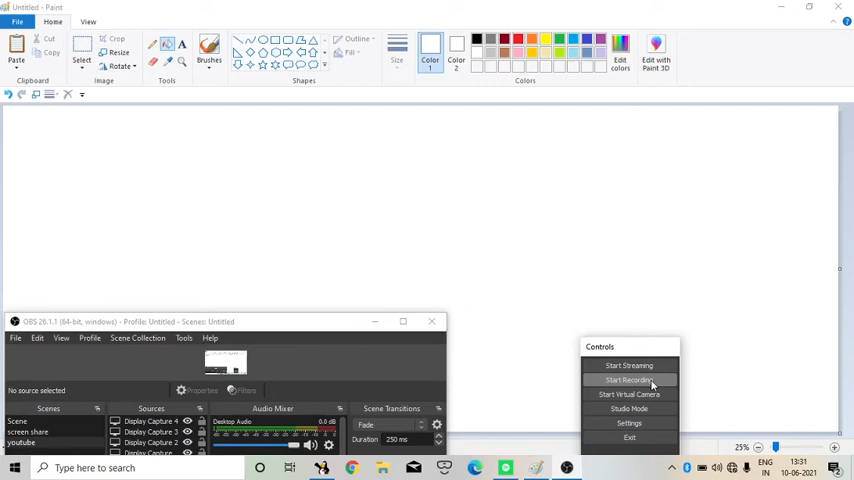 Untitled - Paint
File Home View
Paste
Cut
Copy
Clipboard
Select
Crop
Resize
Rotate
Image
A
Tools
Brushes
Outline
Fill
Shapes
Size
Color
1
Color
2
Edit
colors
Colors
Edit with
Paint 3D
OBS 26.1.1 (64-bit, windows) - Profile: Untitled - Scenes: Untitled
File Edit View Profile Scene Collection Tools Help
No source selected
Properties Filters
Scenes
Scene
screen share
youtube
Sources
Display Capture 4
Display Capture 3
Display Capture 2
Audio Mixer
Desktop Audio 0.0 dB
Scene Transitions
Fade
Duration 250 ms
Controls
Start Streaming
Start Recording
Start Virtual Camera
Studio Mode
Settings
Exit
25%
Type here to search
ENG
IN
13:31
10-06-2021
2